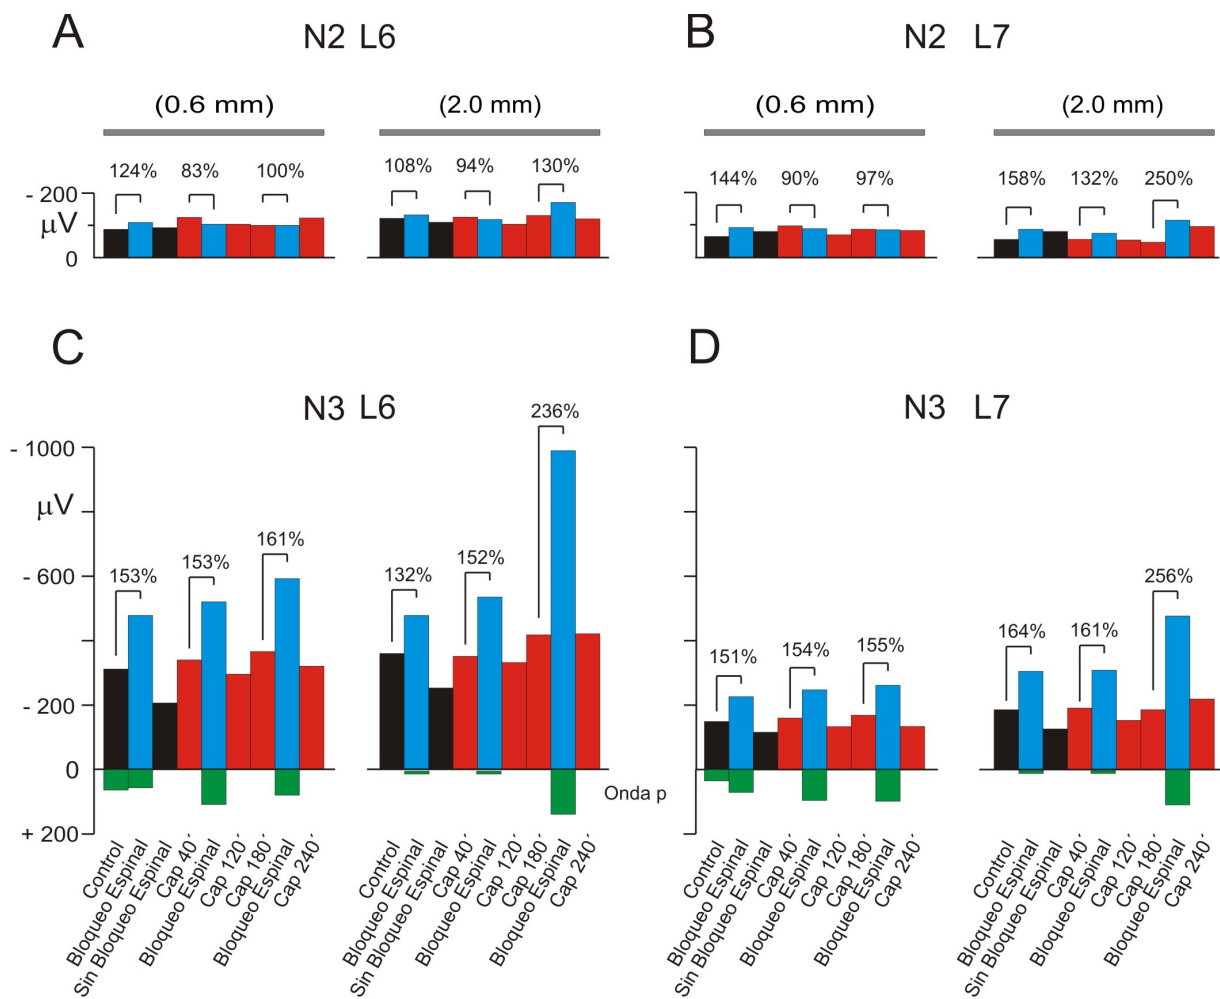 A
N2 L6
B
N2 L7
(0.6 mm)
(2.0 mm)
(0.6 mm)
(2.0 mm)
124%
83%
100%
108%
94%
130%
144%
90%
97%
158%
132%
250%
- 200
µV
0
C
N3 L6
D
N3 L7
- 1000
µV
- 600
- 200
0
+ 200
153%
153%
161%
132%
152%
236%
151%
154%
155%
164%
161%
256%
Onda p
Control
Bloqueo Espinal
Sin Bloqueo Espinal
Cap 40´
Bloqueo Espinal
Cap 120´
Cap 180´
Bloqueo Espinal
Cap 240´
Control
Bloqueo Espinal
Sin Bloqueo Espinal
Cap 40´
Bloqueo Espinal
Cap 120´
Cap 180´
Bloqueo Espinal
Cap 240´
Control
Bloqueo Espinal
Sin Bloqueo Espinal
Cap 40´
Bloqueo Espinal
Cap 120´
Cap 180´
Bloqueo Espinal
Cap 240´
Control
Bloqueo Espinal
Sin Bloqueo Espinal
Cap 40´
Bloqueo Espinal
Cap 120´
Cap 180´
Bloqueo Espinal
Cap 240´